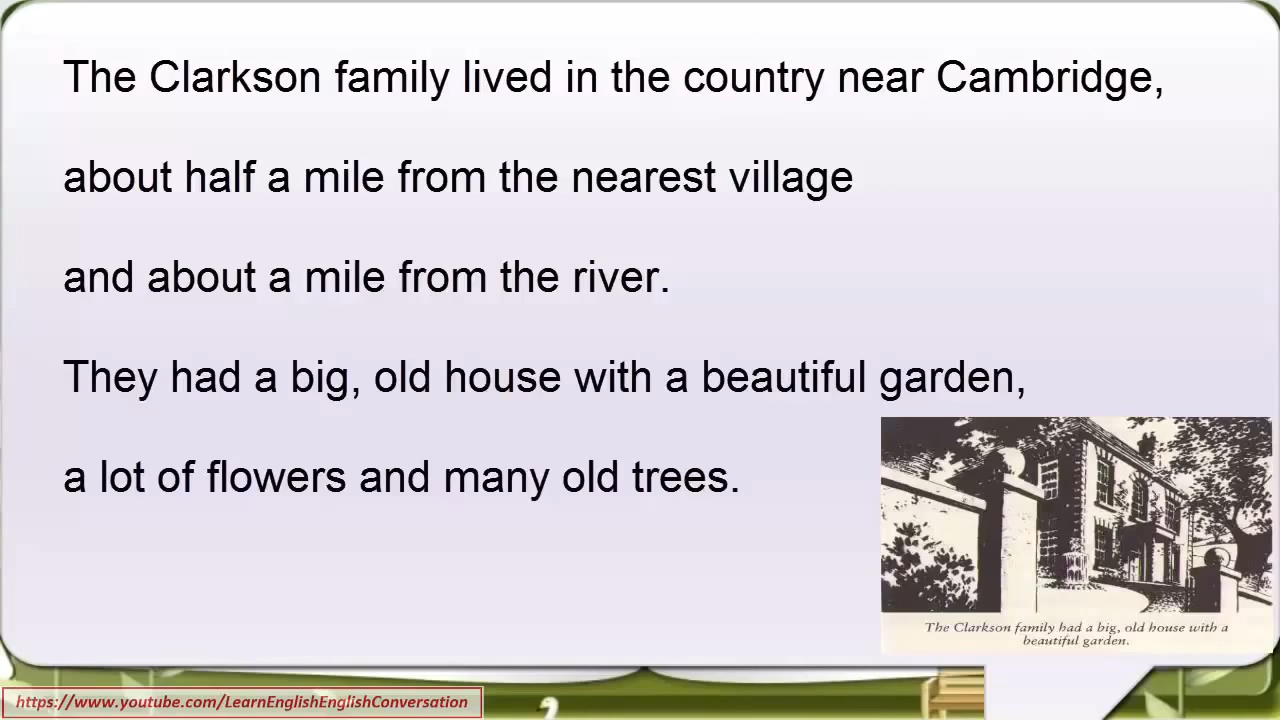 The Clarkson family lived in the country near Cambridge,
about half a mile from the nearest village
and about a mile from the river.
They had a big, old house with a beautiful garden,
a lot of flowers and many old trees.
The Clarkson family had a big, old house with a
beautiful garden.
https://www.youtube.com/LearnEnglishEnglishConversation